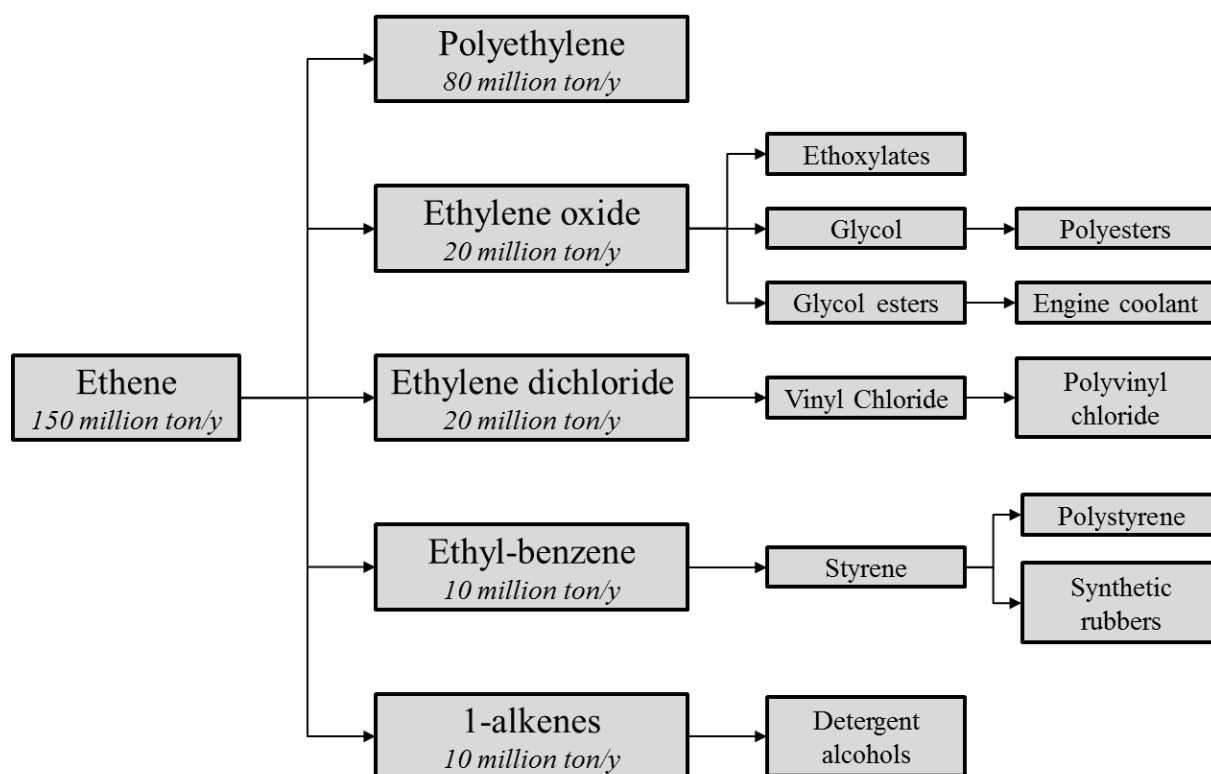 Polyethylene
80 million ton/y
Ethoxylates
Ethylene oxide
20 million ton/y
Glycol
Polyesters
Glycol esters
Engine coolant
Ethene
150 million ton/y
Ethylene dichloride
20 million ton/y
Vinyl Chloride
Polyvinyl
chloride
Ethyl-benzene
10 million ton/y
Styrene
Polystyrene
Synthetic
rubbers
1-alkenes
10 million ton/y
Detergent
alcohols